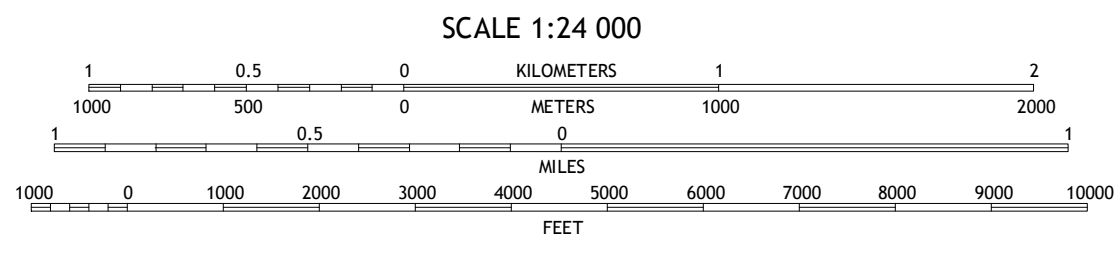 SCALE 1:24 000
1 0.5 0 KILOMETERS 1 2
1000 500 0 METERS 1000 2000
1 0.5 0 1
MILES
1000 0 1000 2000 3000 4000 5000 6000 7000 8000 9000 10000
FEET